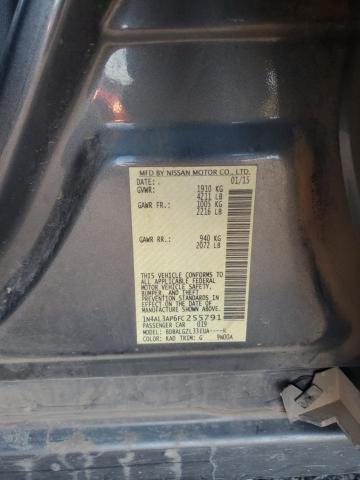 MFD BY NISSAN MOTOR CO., LTD.
DATE: . 01/15
GVWR: 1910 KG
4211 LB
GAWR FR: 1005 KG
2216 LB
GAWR RR: 940 KG
2072 LB
THIS VEHICLE CONFORMS TO ALL
APPLICABLE FEDERAL
MOTOR VEHICLE SAFETY,
BUMPER, AND THEFT
PREVENTION STANDARDS
IN EFFECT ON THE DATE OF
MANUFACTURE SHOWN ABOVE.
1N4AL3AP6FC255791
PASSENGER CAR 019
MODEL: BDBALGZL33EUA----R
COLOR: KAD TRIM: G 9N00A